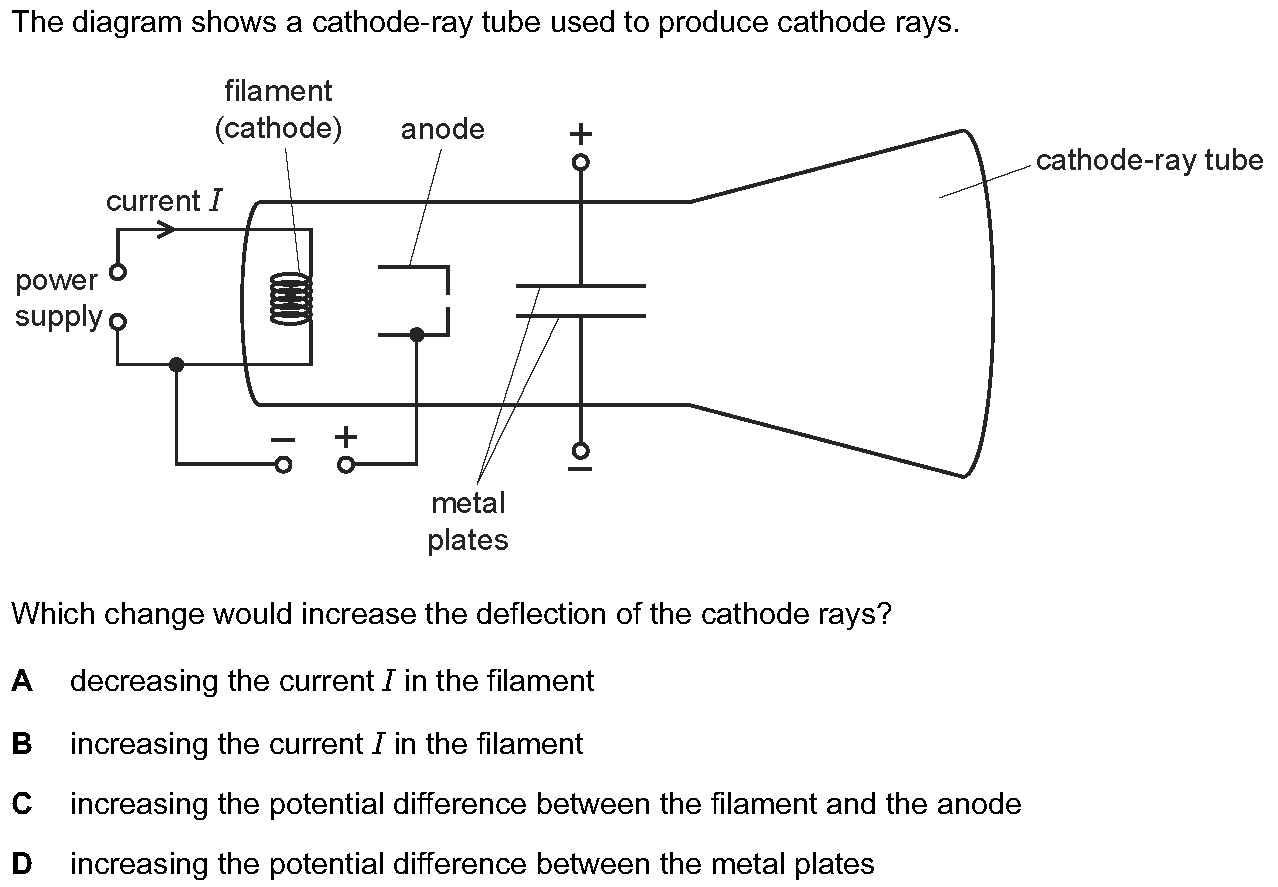 The diagram shows a cathode-ray tube used to produce cathode rays.
filament
(cathode)
anode
+
cathode-ray tube
current I
power
supply
– +
–
metal
plates
Which change would increase the deflection of the cathode rays?
A decreasing the current I in the filament
B increasing the current I in the filament
C increasing the potential difference between the filament and the anode
D increasing the potential difference between the metal plates